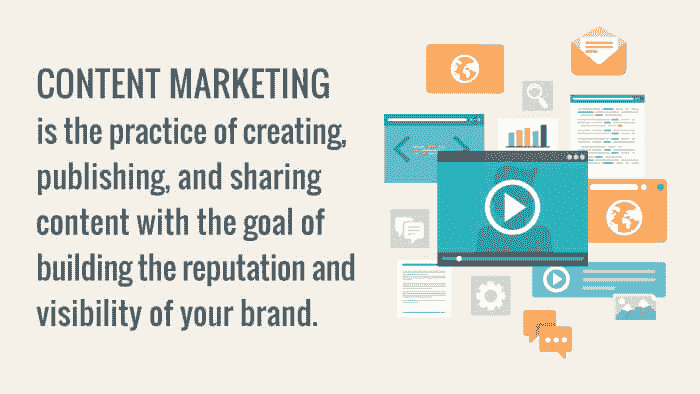 CONTENT MARKETING
is the practice of creating,
publishing, and sharing
content with the goal of
building the reputation and
visibility of your brand.